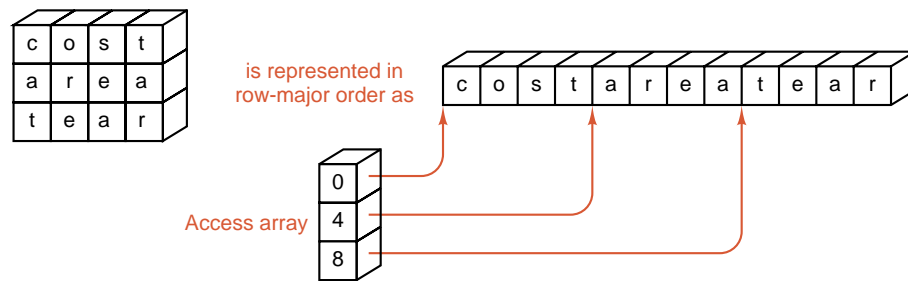 c o s t
a r e a
t e a r
is represented in
row-major order as
c o s t a r e a t e a r
Access array
0
4
8